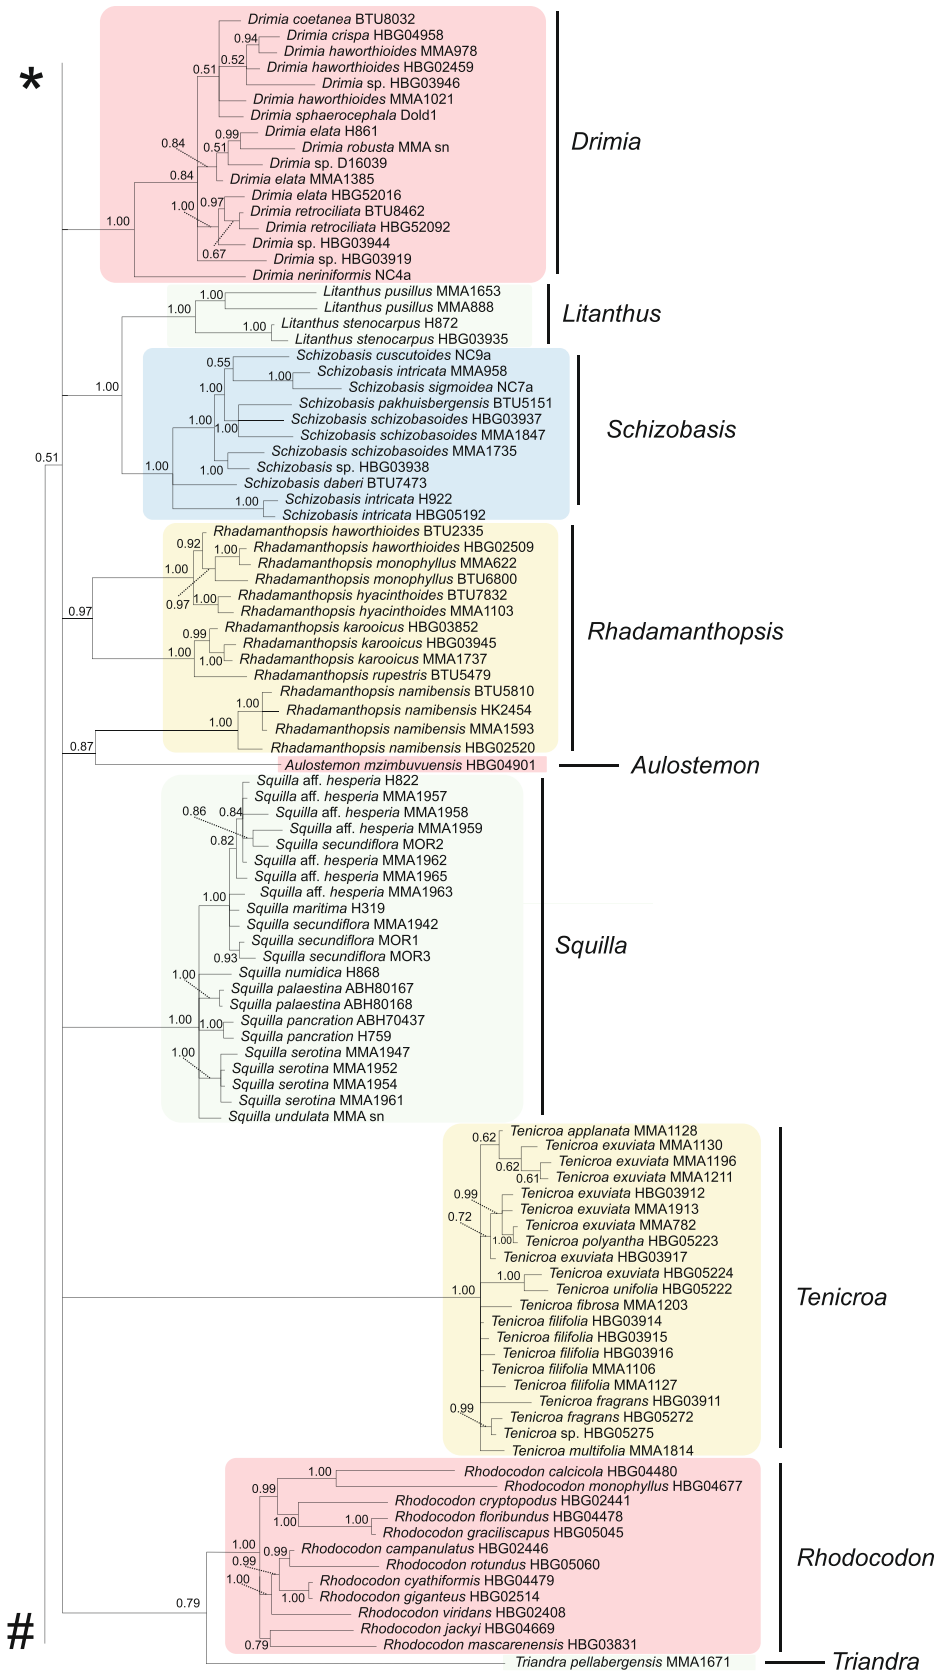 *
Drimia coetanea BTU8032
0.94 Drimia crispa HBG04958
Drimia haworthioides MMA978
0.51 0.52 Drimia haworthioides HBG02459
Drimia sp. HBG03946
Drimia haworthioides MMA1021
Drimia sphaerocephala Dold1
0.99 Drimia elata H861
0.84 0.51 Drimia robusta MMA sn
Drimia
Drimia sp. D16039
0.84 Drimia elata MMA1385
0.97 Drimia elata HBG52016
1.00 Drimia retrociliata BTU8462
1.00 Drimia retrociliata HBG52092
Drimia sp. HBG03944
0.67 Drimia sp. HBG03919
Drimia neriniformis NC4a
1.00 Litanthus pusillus MMA1653
1.00 Litanthus pusillus MMA888
Litanthus
1.00 Litanthus stenocarpus H872
Litanthus stenocarpus HBG03935
0.55 Schizobasis cuscutoides NC9a
1.00 Schizobasis intricata MMA958
1.00 1.00 Schizobasis sigmoidea NC7a
Schizobasis pakhuisbergensis BTU5151
1.00 1.00 Schizobasis schizobasoides HBG03937
Schizobasis
Schizobasis schizobasoides MMA1847
Schizobasis schizobasoides MMA1735
0.51 1.00 1.00 Schizobasis sp. HBG03938
Schizobasis daberi BTU7473
1.00 Schizobasis intricata H922
Schizobasis intricata HBG05192
Rhadamanthopsis haworthioides BTU2335
0.92 1.00 Rhadamanthopsis haworthioides HBG02509
Rhadamanthopsis monophyllus MMA622
1.00 Rhadamanthopsis monophyllus BTU6800
0.97 1.00 Rhadamanthopsis hyacinthoides BTU7832
0.97 Rhadamanthopsis hyacinthoides MMA1103
0.99 Rhadamanthopsis karooicus HBG03852
Rhadamanthopsis
Rhadamanthopsis karooicus HBG03945
1.00 1.00 Rhadamanthopsis karooicus MMA1737
Rhadamanthopsis rupestris BTU5479
Rhadamanthopsis namibensis BTU5810
1.00 Rhadamanthopsis namibensis HK2454
1.00 Rhadamanthopsis namibensis MMA1593
0.87 Rhadamanthopsis namibensis HBG02520
Aulostemon mzimbuvuensis HBG04901
Aulostemon
Squilla aff. hesperia H822
Squilla aff. hesperia MMA1957
0.86 0.84 Squilla aff. hesperia MMA1958
Squilla aff. hesperia MMA1959
0.82 Squilla secundiflora MOR2
Squilla aff. hesperia MMA1962
Squilla aff. hesperia MMA1965
1.00 Squilla aff. hesperia MMA1963
Squilla maritima H319
Squilla secundiflora MMA1942
Squilla secundiflora MOR1
Squilla
0.93 Squilla secundiflora MOR3
1.00 Squilla numidica H868
Squilla palaestina ABH80167
Squilla palaestina ABH80168
1.00 1.00 Squilla pancration ABH70437
Squilla pancration H759
1.00 Squilla serotina MMA1947
Squilla serotina MMA1952
Squilla serotina MMA1954
Squilla serotina MMA1961
Squilla undulata MMA sn
0.62 Tenicroa applanata MMA1128
Tenicroa exuviata MMA1130
0.62 Tenicroa exuviata MMA1196
0.61 Tenicroa exuviata MMA1211
0.99 Tenicroa exuviata HBG03912
Tenicroa exuviata MMA1913
0.72 Tenicroa exuviata MMA782
1.00 Tenicroa polyantha HBG05223
Tenicroa exuviata HBG03917
1.00 Tenicroa exuviata HBG05224
1.00 Tenicroa unifolia HBG05222
Tenicroa
Tenicroa fibrosa MMA1203
Tenicroa filifolia HBG03914
Tenicroa filifolia HBG03915
Tenicroa filifolia HBG03916
Tenicroa filifolia MMA1106
Tenicroa filifolia MMA1127
0.99 Tenicroa fragrans HBG03911
Tenicroa fragrans HBG05272
Tenicroa sp. HBG05275
Tenicroa multifolia MMA1814
1.00 Rhodocodon calcicola HBG04480
0.99 Rhodocodon monophyllus HBG04677
Rhodocodon cryptopodus HBG02441
1.00 1.00 Rhodocodon floribundus HBG04478
Rhodocodon graciliscapus HBG05045
1.00 0.99 Rhodocodon campanulatus HBG02446
0.99 Rhodocodon rotundus HBG05060
Rhodocodon
1.00 Rhodocodon cyathiformis HBG04479
1.00 Rhodocodon giganteus HBG02514
0.79 Rhodocodon viridans HBG02408
Rhodocodon jackyi HBG04669
0.79 Rhodocodon mascarenensis HBG03831
#
Triandra pellabergensis MMA1671
Triandra